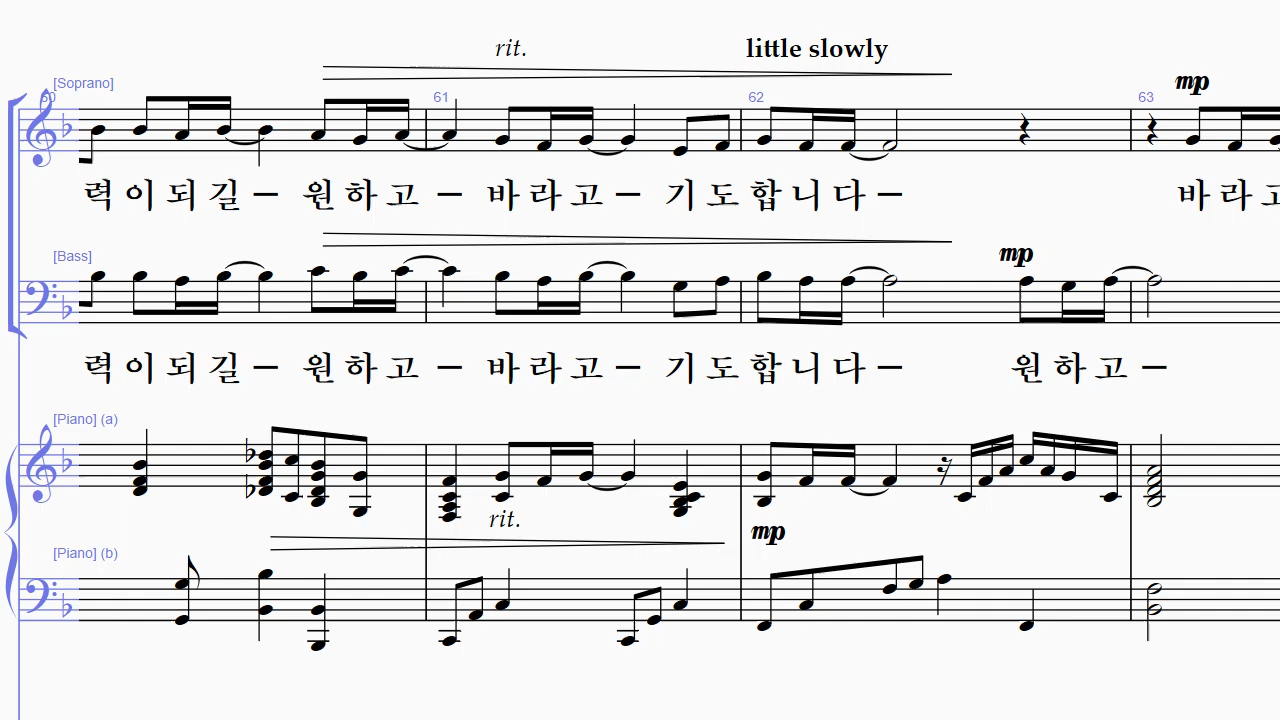 rit. little slowly
[Soprano]
60 61 62 63
mp
력 이 되 길 – 원 하 고 – 바 라 고 – 기 도 합 니 다 – 바 라 고
[Bass]
mp
력 이 되 길 – 원 하 고 – 바 라 고 – 기 도 합 니 다 – 원 하 고 –
[Piano] (a)
rit.
mp
[Piano] (b)